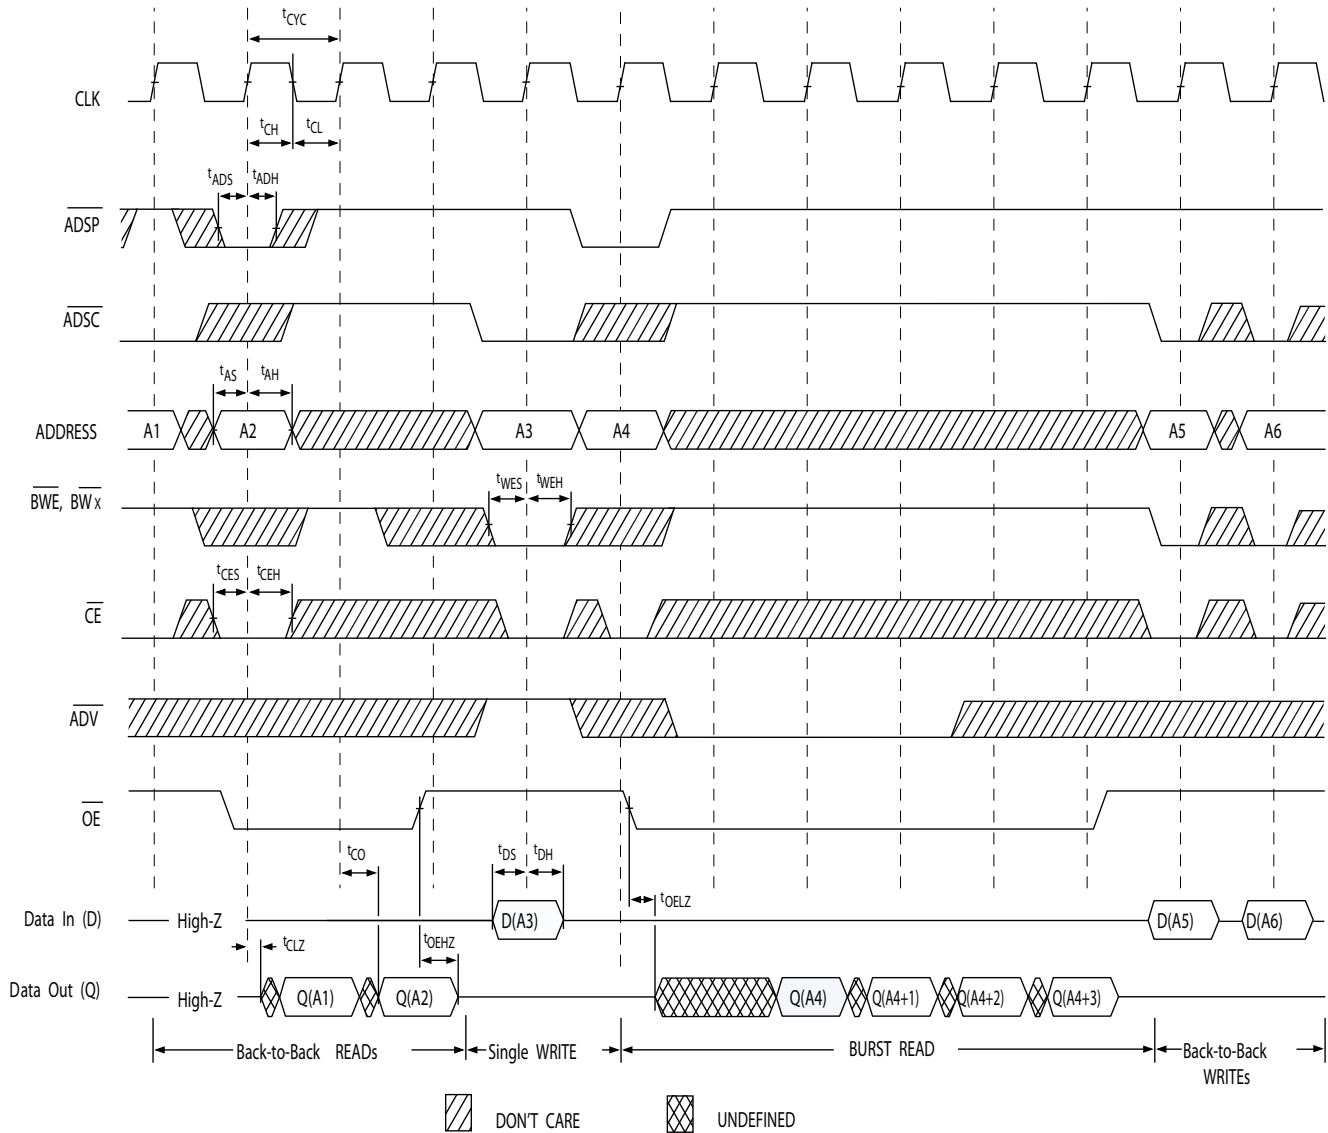 tCYC
CLK
tCH tCL
tADS tADH
ADSP
ADSC
tAS tAH
ADDRESS A1 A2 A3 A4 A5 A6
tWES tWEH
BWE, BWX
tCES tCEH
CE
ADV
OE
tCO tDS tDH
tOELZ
Data In (D) High-Z D(A3) D(A5) D(A6)
tCLZ tOEHZ
Data Out (Q) High-Z Q(A1) Q(A2) Q(A4) Q(A4+1) Q(A4+2) Q(A4+3)
Back-to-Back READs Single WRITE BURST READ Back-to-Back
WRITEs
DON'T CARE UNDEFINED